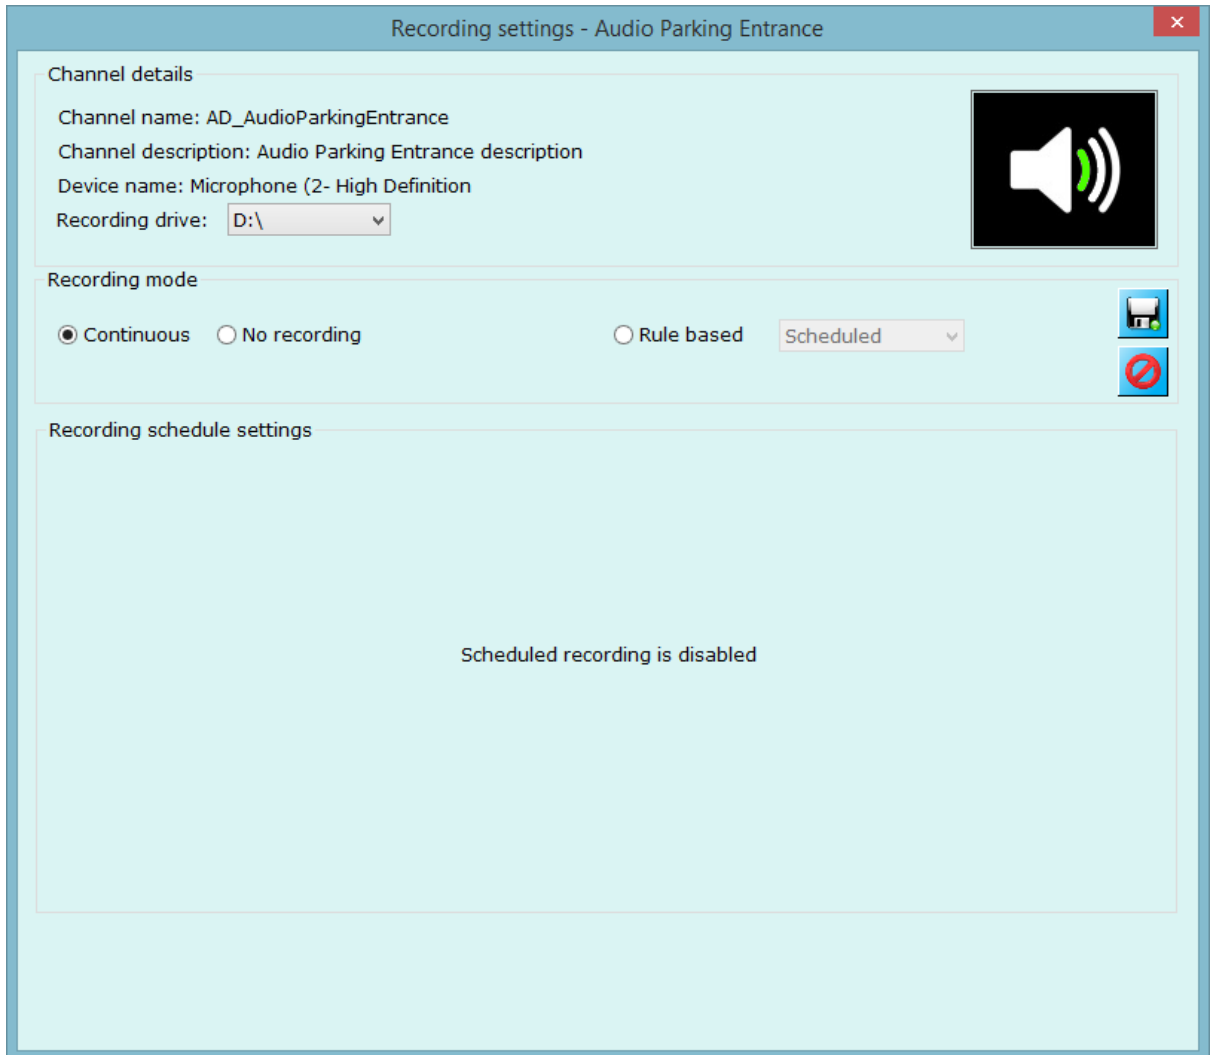 Recording settings - Audio Parking Entrance
Channel details
Channel name: AD_AudioParkingEntrance
Channel description: Audio Parking Entrance description
Device name: Microphone (2- High Definition
Recording drive: D:\
Recording mode
Continuous No recording Rule based Scheduled
Recording schedule settings
Scheduled recording is disabled